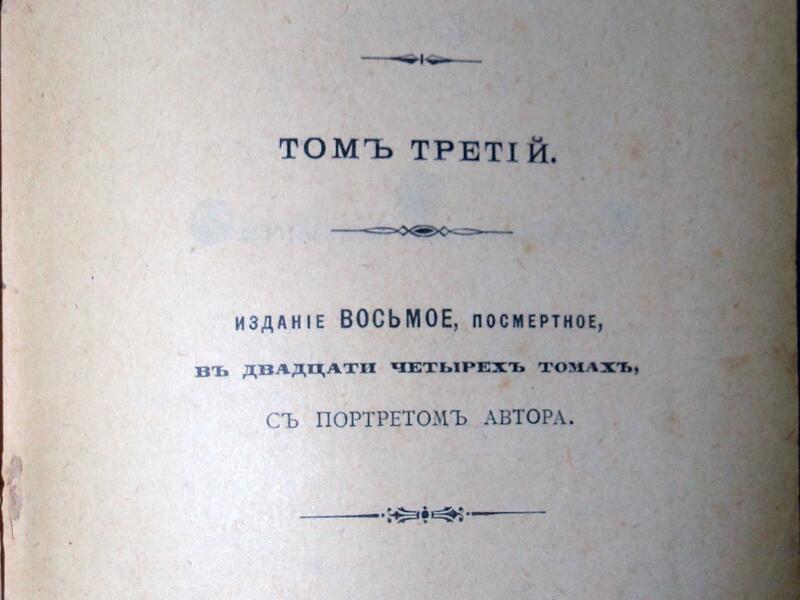 ТОМЪ ТРЕТІЙ.
ИЗДАНІЕ ВОСЬМОЕ, ПОСМЕРТНОЕ,
ВЪ ДВАДЦАТИ ЧЕТЫРЕХЪ ТОМАХЪ,
СЪ ПОРТРЕТОМЪ АВТОРА.